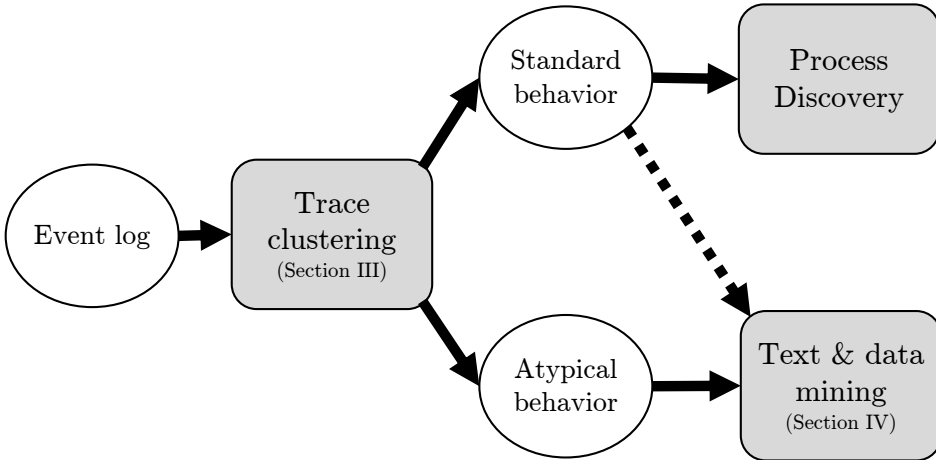 Event log
Trace
clustering
(Section III)
Standard
behavior
Process
Discovery
Atypical
behavior
Text & data
mining
(Section IV)